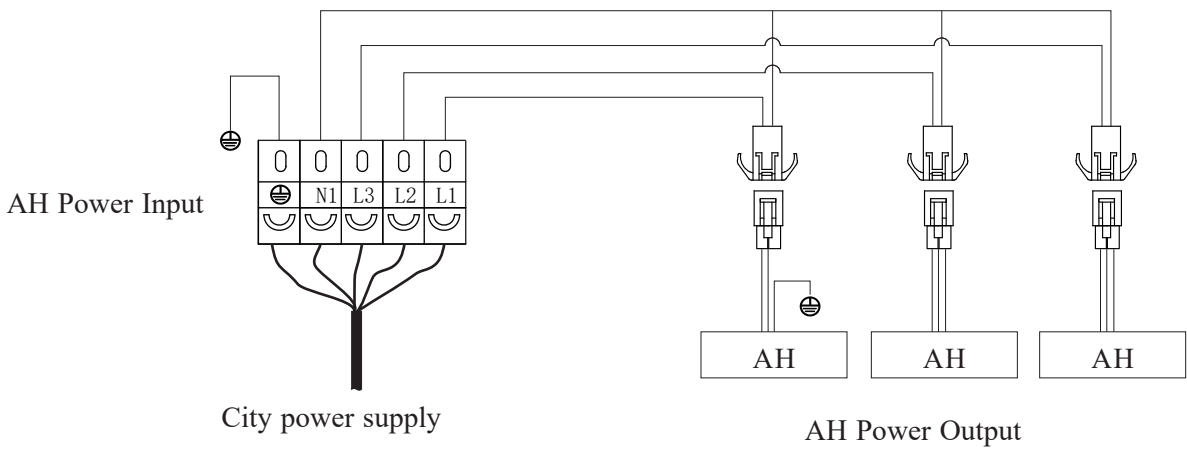 AH Power Input
N1 L3 L2 L1
AH AH AH
City power supply
AH Power Output